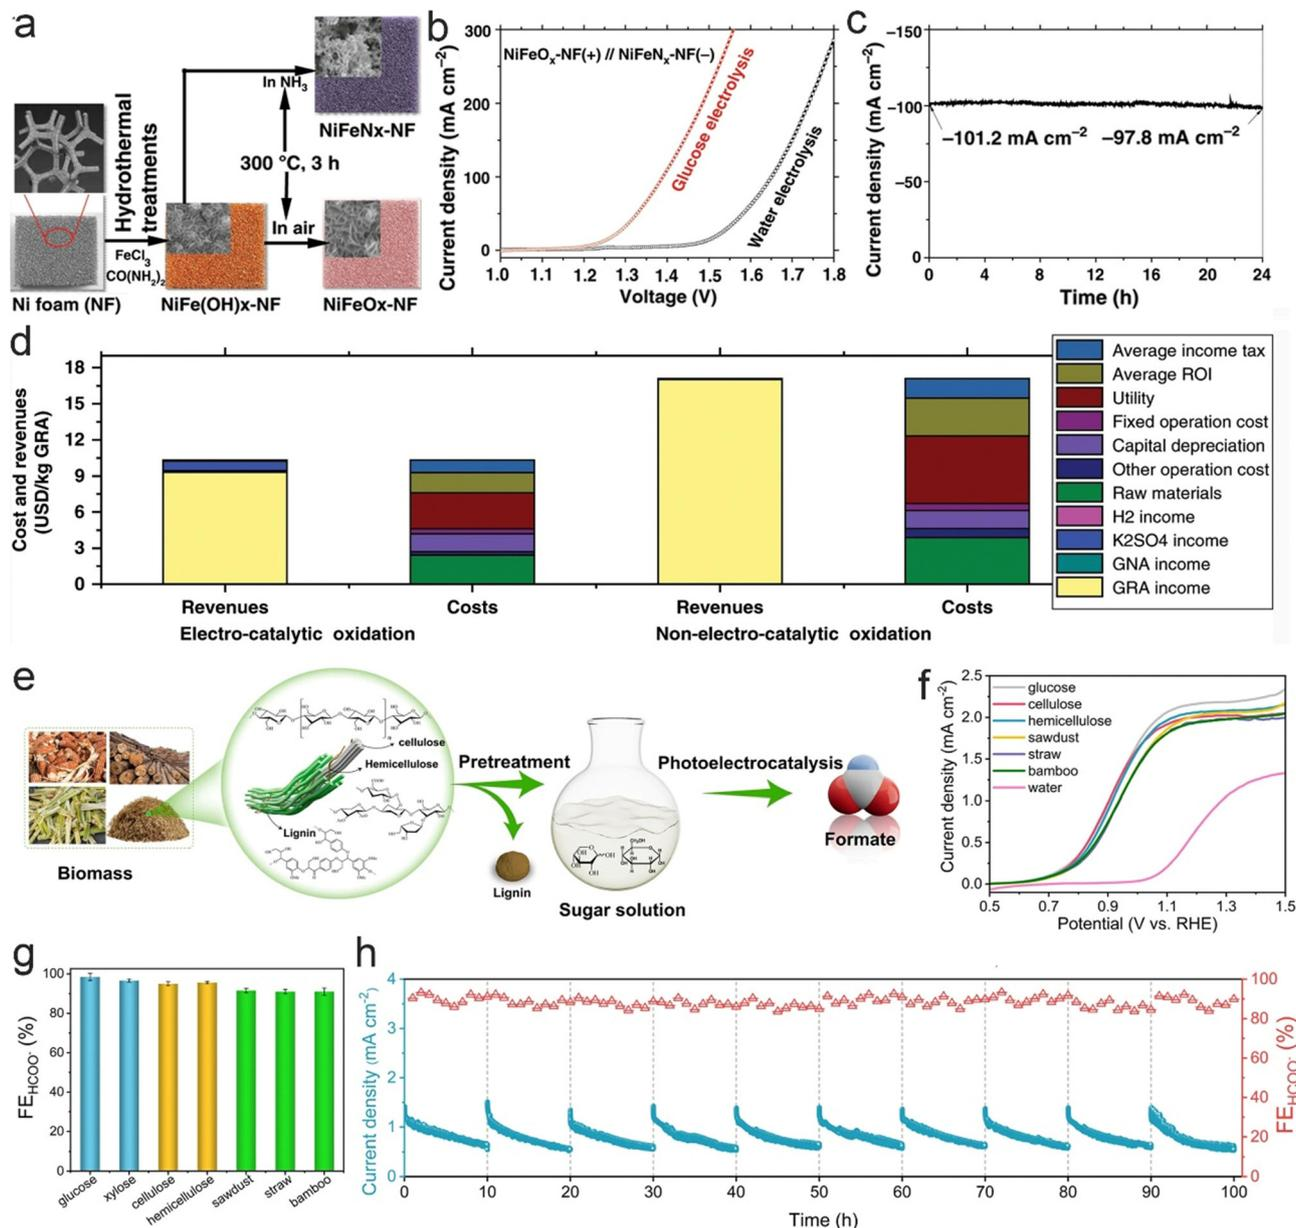 a
In NH3
NiFeNx-NF
Hydrothermal
treatments
300 °C, 3 h
In air
FeCl3
CO(NH2)2
Ni foam (NF)
NiFe(OH)x-NF
NiFeOx-NF
b
NiFeOx-NF(+) // NiFeNx-NF(−)
Glucose electrolysis
Water electrolysis
Current density (mA cm−2)
300
200
100
0
1.0 1.1 1.2 1.3 1.4 1.5 1.6 1.7 1.8
Voltage (V)
c
Current density (mA cm−2)
−150
−100
−50
0
−101.2 mA cm−2 −97.8 mA cm−2
0 4 8 12 16 20 24
Time (h)
d
Cost and revenues
(USD/kg GRA)
18
15
12
9
6
3
0
Revenues Costs Revenues Costs
Electro-catalytic oxidation Non-electro-catalytic oxidation
Average income tax
Average ROI
Utility
Fixed operation cost
Capital depreciation
Other operation cost
Raw materials
H2 income
K2SO4 income
GNA income
GRA income
e
Biomass
cellulose
Hemicellulose
Lignin
Pretreatment
Lignin
Sugar solution
Photoelectrocatalysis
Formate
f
Current density (mA cm-2)
2.5
2.0
1.5
1.0
0.5
0.0
glucose
cellulose
hemicellulose
sawdust
straw
bamboo
water
0.5 0.7 0.9 1.1 1.3 1.5
Potential (V vs. RHE)
g
FEHCOO- (%)
100
80
60
40
20
0
glucose
xylose
cellulose
hemicellulose
sawdust
straw
bamboo
h
Current density (mA cm-2)
4
3
2
1
0
0 10 20 30 40 50 60 70 80 90 100
Time (h)
100
80
60
40
20
0
FEHCOO- (%)